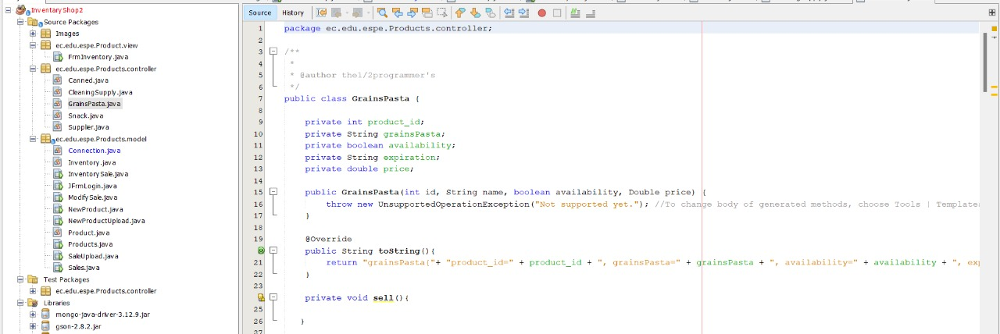 InventaryShop2
Source Packages
Images
ec.edu.espe.Product.view
FrmInventory.java
ec.edu.espe.Products.controller
Canned.java
CleaningSupply.java
GrainsPasta.java
Snack.java
Supplier.java
ec.edu.espe.Products.model
Connection.java
Inventory.java
InventorySale.java
JFrmLogin.java
ModifySale.java
NewProduct.java
NewProductUpload.java
Product.java
Products.java
SaleUpload.java
Sales.java
Test Packages
ec.edu.espe.Products.controller
Libraries
mongo-java-driver-3.12.9.jar
gson-2.8.2.jar
Source History
1 package ec.edu.espe.Products.controller;
2
3 /**
4 *
5 * @author the1/2programmer's
6 */
7 public class GrainsPasta {
8
9 private int product_id;
10 private String grainsPasta;
11 private boolean availability;
12 private String expiration;
13 private double price;
14
15 public GrainsPasta(int id, String name, boolean availability, Double price) {
16 throw new UnsupportedOperationException("Not supported yet."); //To change body of generated methods, choose Tools | Templates
17 }
18
19 @Override
public String toString(){
21 return "grainsPasta{"+ "product_id=" + product_id + ", grainsPasta=" + grainsPasta + ", availability=" + availability + ", exp
22 }
23
private void sell(){
25
26 }
27